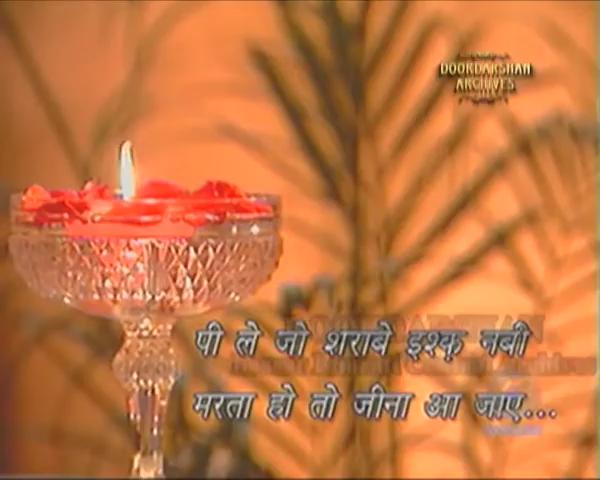 DOORDARSHAN
ARCHIVES
पी ले जो शराबे इश्क़ नबी
मरता हो तो जीना आ जाए...